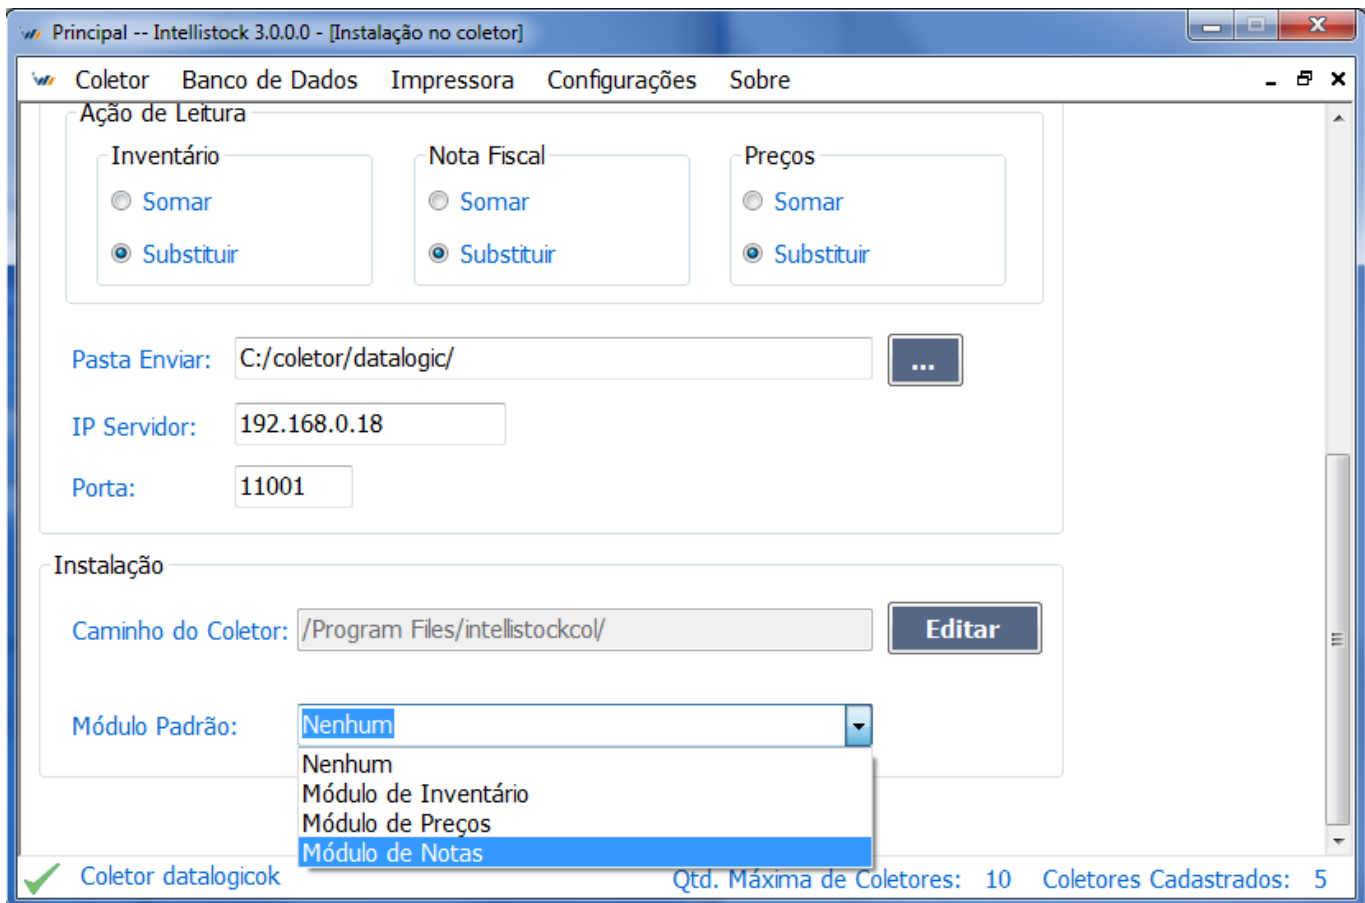 Principal -- Intellistock 3.0.0.0 - [Instalação no coletor]
Coletor Banco de Dados Impressora Configurações Sobre
Ação de Leitura
Inventário Nota Fiscal Preços
Somar Somar Somar
Substituir Substituir Substituir
Pasta Enviar: C:/coletor/datalogic/ ...
IP Servidor: 192.168.0.18
Porta: 11001
Instalação
Caminho do Coletor: /Program Files/intellistockcol/ Editar
Módulo Padrão: Nenhum
Nenhum
Módulo de Inventário
Módulo de Preços
Módulo de Notas
Coletor datalogicok Qtd. Máxima de Coletores: 10 Coletores Cadastrados: 5